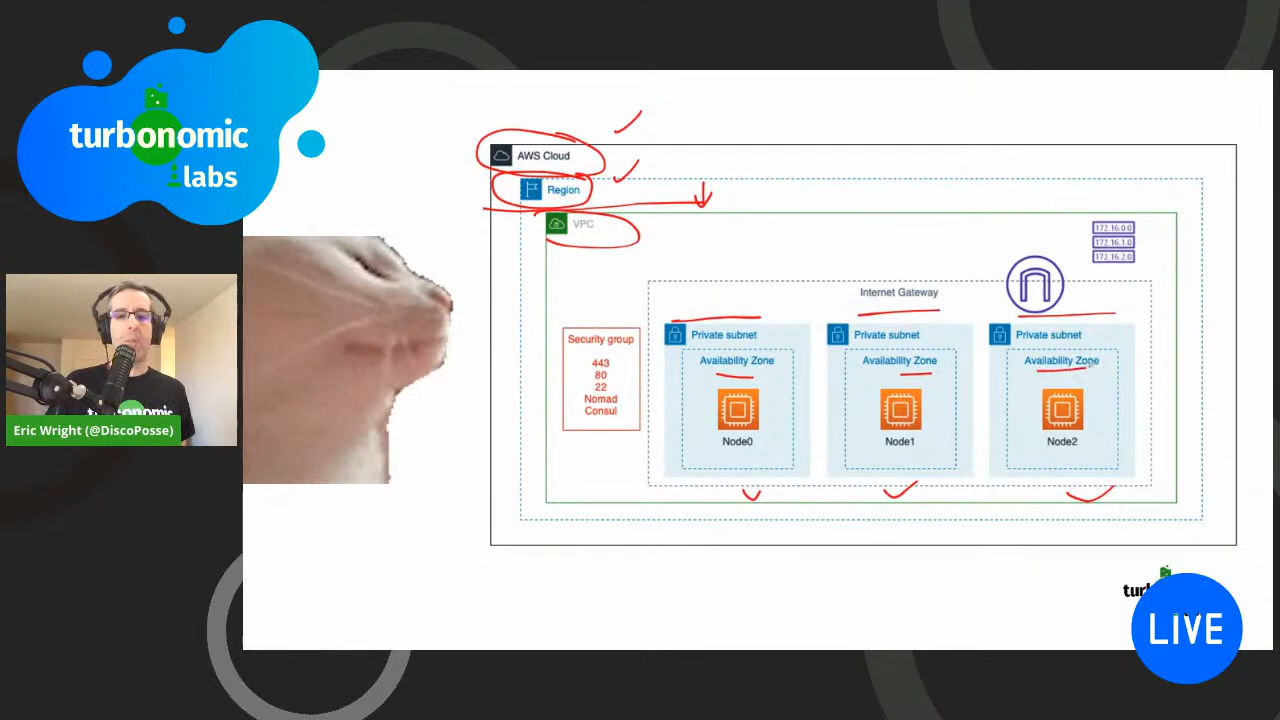 turbonomic
labs
AWS Cloud
Region
VPC
172.16.0.0
172.16.1.0
172.16.2.0
Internet Gateway
Security group
443
80
22
Nomad
Consul
Private subnet
Availability Zone
Node0
Private subnet
Availability Zone
Node1
Private subnet
Availability Zone
Node2
Eric Wright (@DiscoPosse)
LIVE